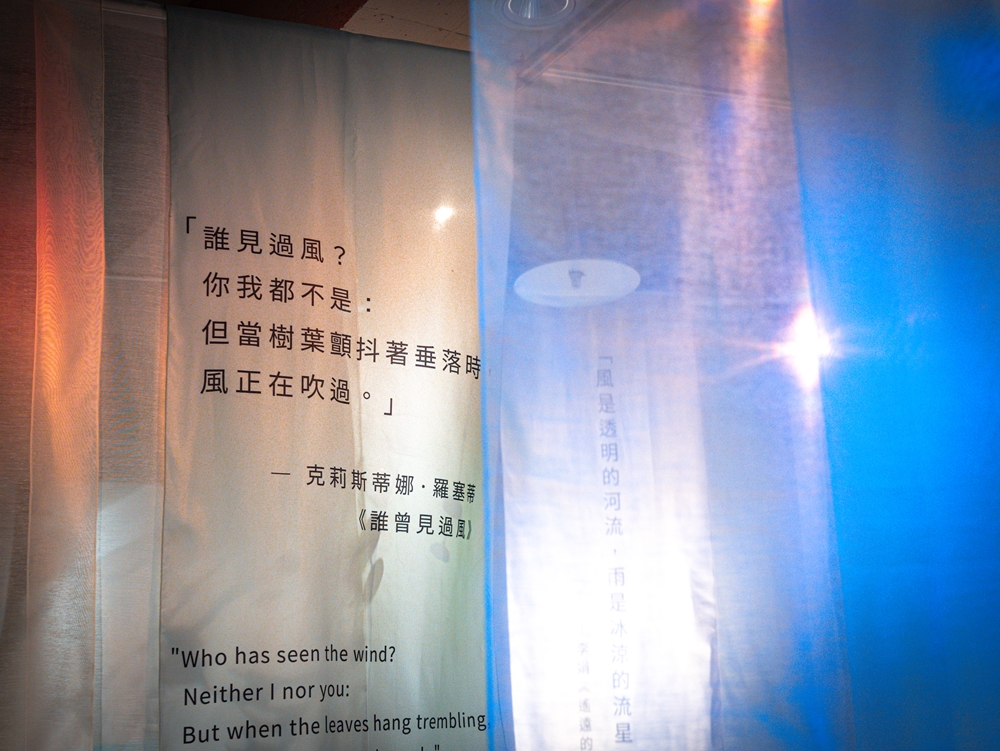 「誰見過風？
你我都不是：
但當樹葉顫抖著垂落時
風正在吹過。」
— 克莉斯蒂娜·羅塞蒂
《誰曾見過風》
"Who has seen the wind?
Neither I nor you:
But when the leaves hang trembling,
「風是透明的河流，雨是冰涼的流星